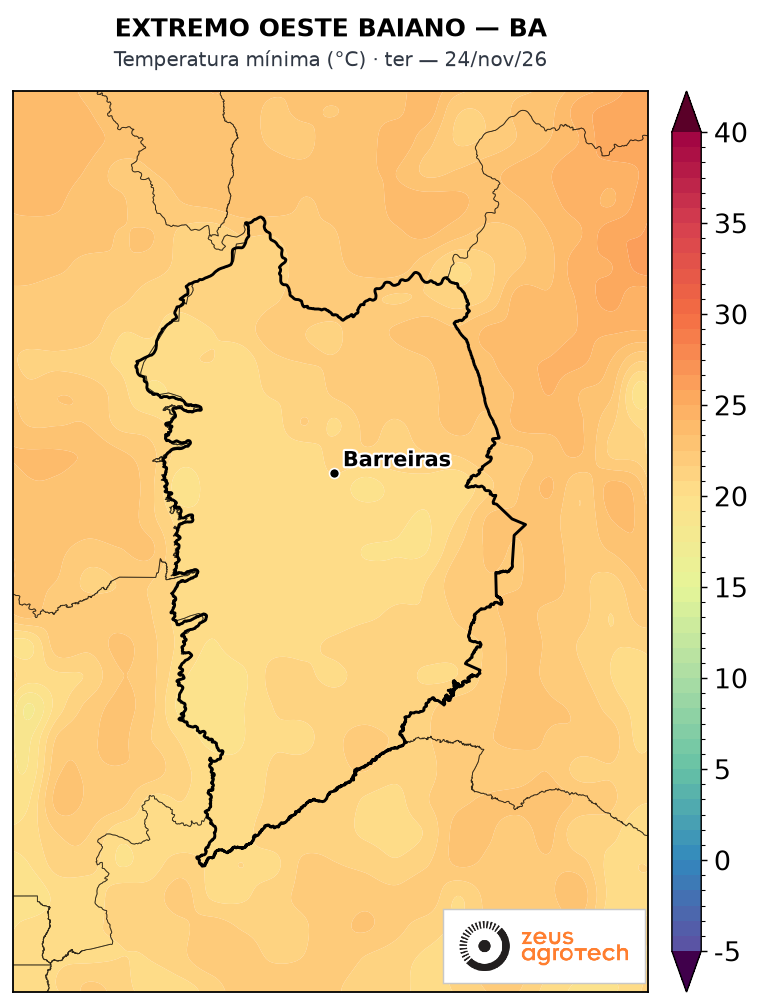 EXTREMO OESTE BAIANO — BA
Temperatura mínima (°C) · ter — 24/nov/26
Barreiras
40
35
30
25
20
15
10
5
0
-5
zeus
agrotech